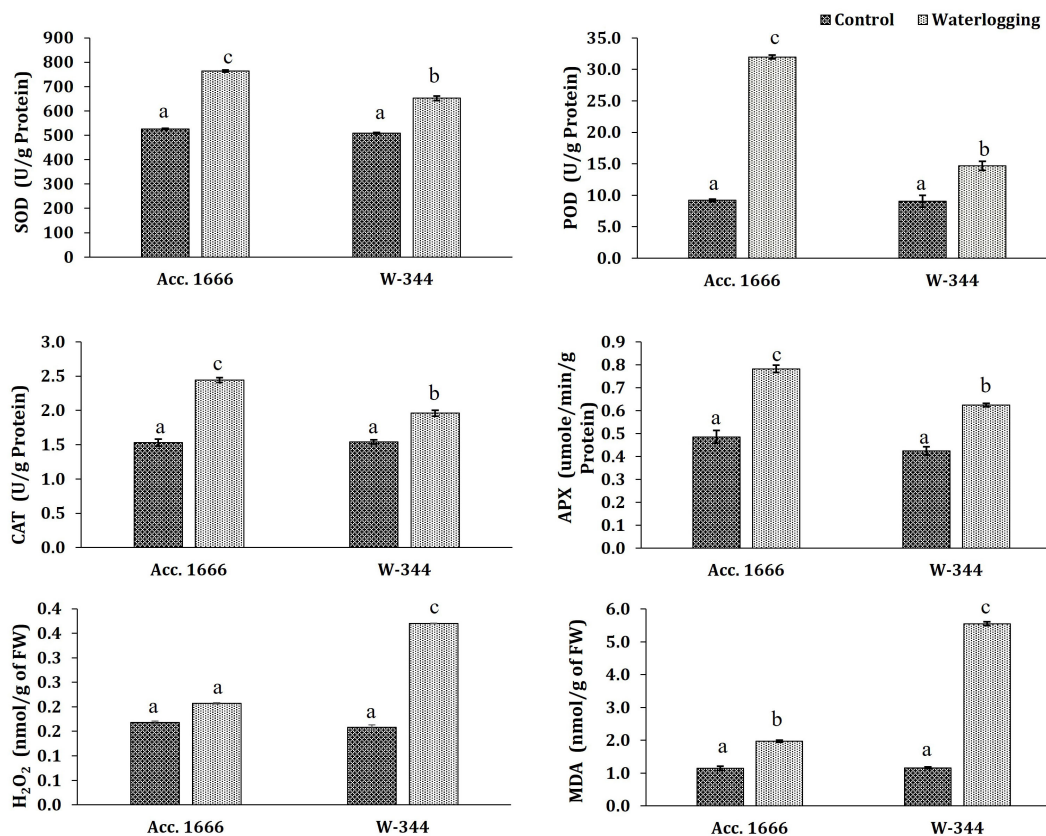 Control Waterlogging
SOD (U/g Protein)
900
800
700
600
500
400
300
200
100
0
a
c
a
b
Acc. 1666 W-344
POD (U/g Protein)
35.0
30.0
25.0
20.0
15.0
10.0
5.0
0.0
a
c
a
b
Acc. 1666 W-344
CAT (U/g Protein)
3.0
2.5
2.0
1.5
1.0
0.5
0.0
a
c
a
b
Acc. 1666 W-344
APX (umole/min/g
Protein)
0.9
0.8
0.7
0.6
0.5
0.4
0.3
0.2
0.1
0.0
a
c
a
b
Acc. 1666 W-344
H₂O₂ (nmol/g of FW)
0.4
0.4
0.3
0.3
0.2
0.2
0.1
0.1
0.0
a
a
a
c
Acc. 1666 W-344
MDA (nmol/g of FW)
6.0
5.0
4.0
3.0
2.0
1.0
0.0
a
b
a
c
Acc. 1666 W-344